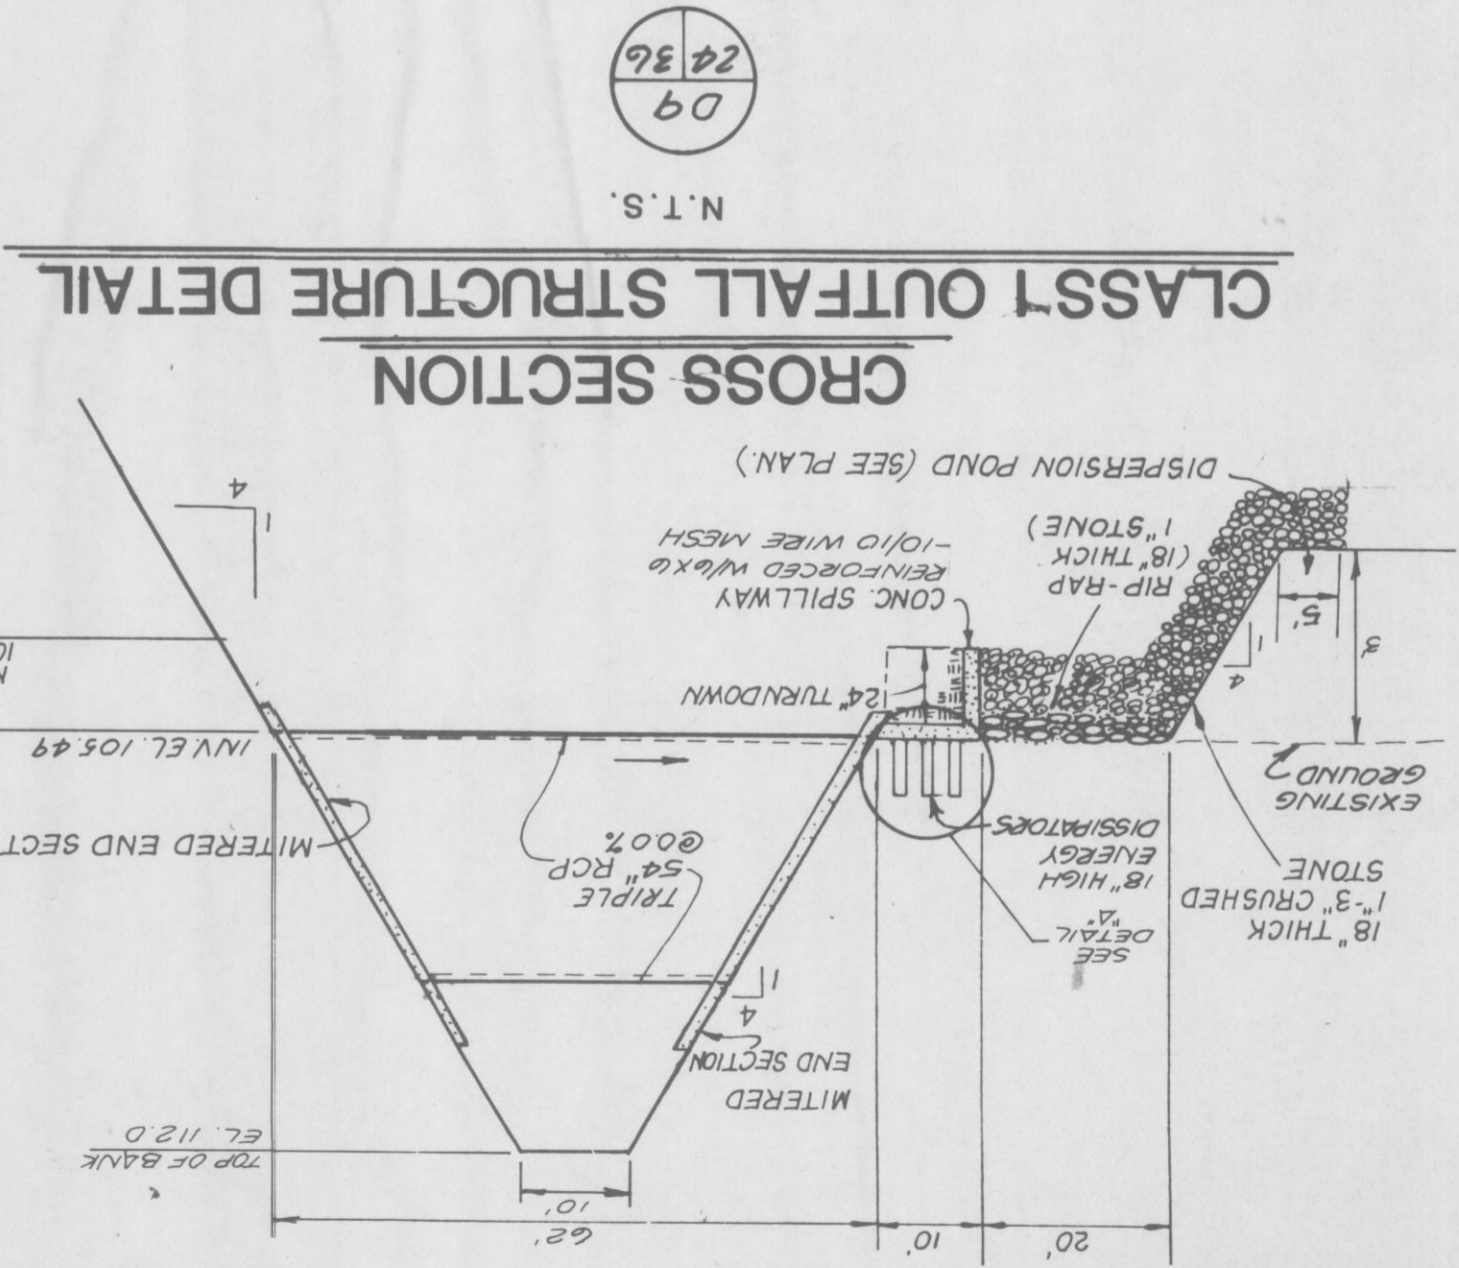 20'
10'
62'
10'
TOP OF BANK
EL. 112.0
MITERED
END SECTION
4
1
SEE
DETAIL
"A"
18" HIGH
ENERGY
DISSIPATORS
18" THICK
1"-3" CRUSHED
STONE
EXISTING
GROUND
TRIPLE
54" RCP
@0.0%
MITERED END SECT
INV. EL. 105.49
24" TURNDOWN
3'
5'
4
1
RIP-RAP
(18" THICK
1" STONE)
CONC. SPILLWAY
REINFORCED W/6X6
-10/10 WIRE MESH
1
4
DISPERSION POND (SEE PLAN.)
CROSS SECTION
CLASS 1 OUTFALL STRUCTURE DETAIL
N.T.S.
D9
24 36